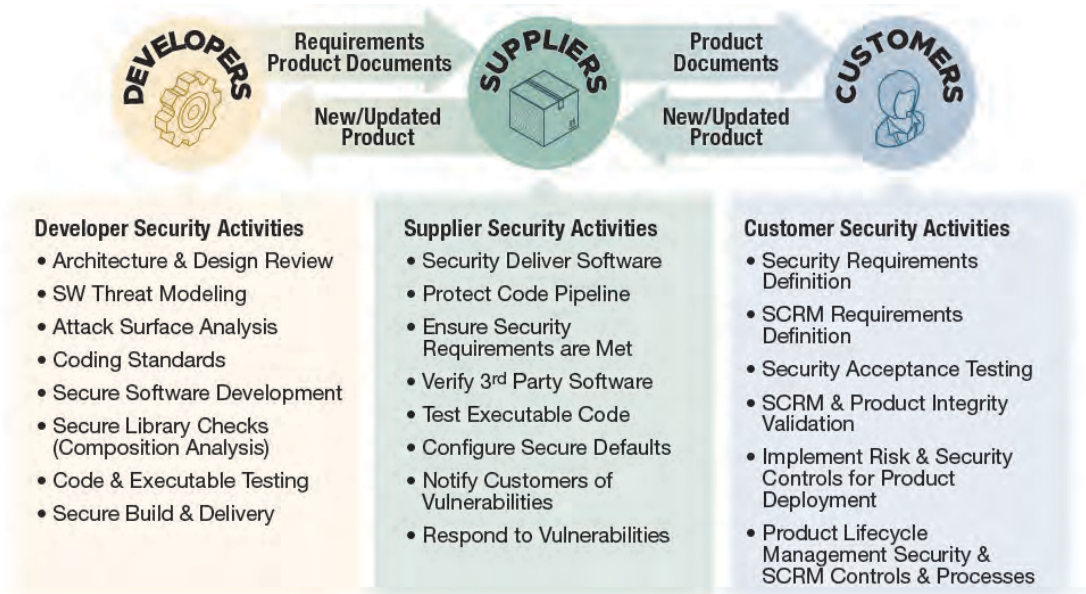 DEVELOPERS
Requirements
Product Documents
SUPPLIERS
Product
Documents
CUSTOMERS
New/Updated
Product
New/Updated
Product
Developer Security Activities
• Architecture & Design Review
• SW Threat Modeling
• Attack Surface Analysis
• Coding Standards
• Secure Software Development
• Secure Library Checks
(Composition Analysis)
• Code & Executable Testing
• Secure Build & Delivery
Supplier Security Activities
• Security Deliver Software
• Protect Code Pipeline
• Ensure Security
Requirements are Met
• Verify 3rd Party Software
• Test Executable Code
• Configure Secure Defaults
• Notify Customers of
Vulnerabilities
• Respond to Vulnerabilities
Customer Security Activities
• Security Requirements
Definition
• SCRM Requirements
Definition
• Security Acceptance Testing
• SCRM & Product Integrity
Validation
• Implement Risk & Security
Controls for Product
Deployment
• Product Lifecycle
Management Security &
SCRM Controls & Processes